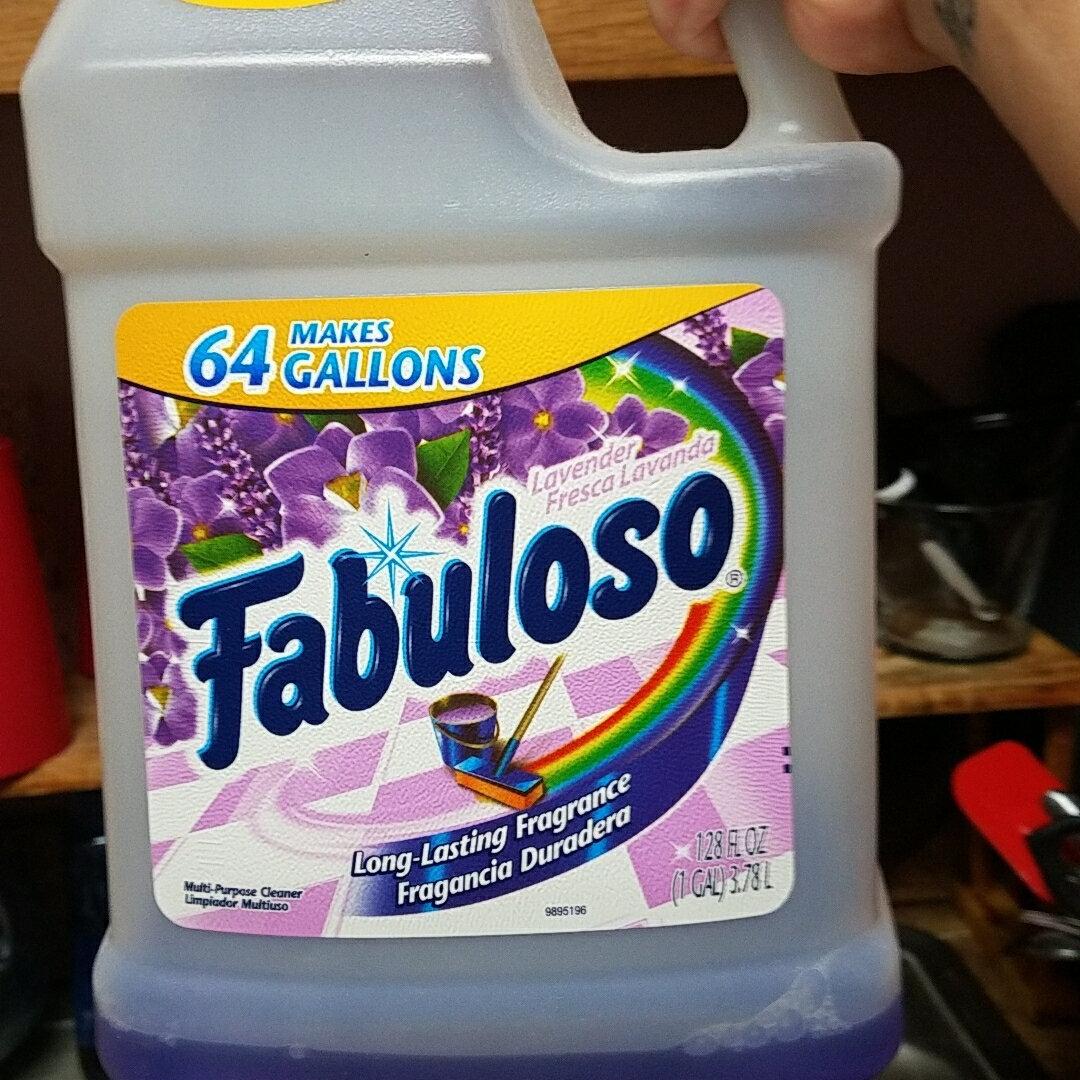 64 MAKES
GALLONS
Lavender
Fresca Lavanda
Fabuloso®
Long-Lasting Fragrance
Fragancia Duradera
Multi-Purpose Cleaner
Limpiador Multiuso
128 FL OZ
(1 GAL) 3.78 L
9895196